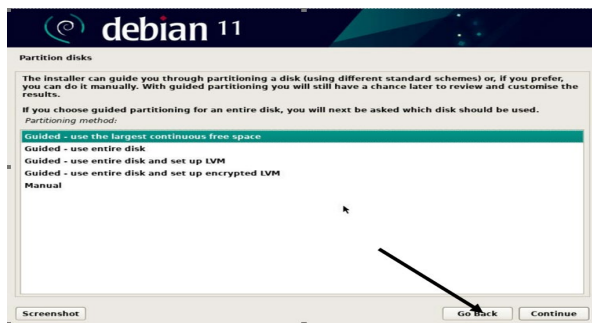 debian 11
Partition disks
The installer can guide you through partitioning a disk (using different standard schemes) or, if you prefer,
you can do it manually. With guided partitioning you will still have a chance later to review and customise the
results.
If you choose guided partitioning for an entire disk, you will next be asked which disk should be used.
Partitioning method:
Guided - use the largest continuous free space
Guided - use entire disk
Guided - use entire disk and set up LVM
Guided - use entire disk and set up encrypted LVM
Manual
Screenshot
Go Back
Continue